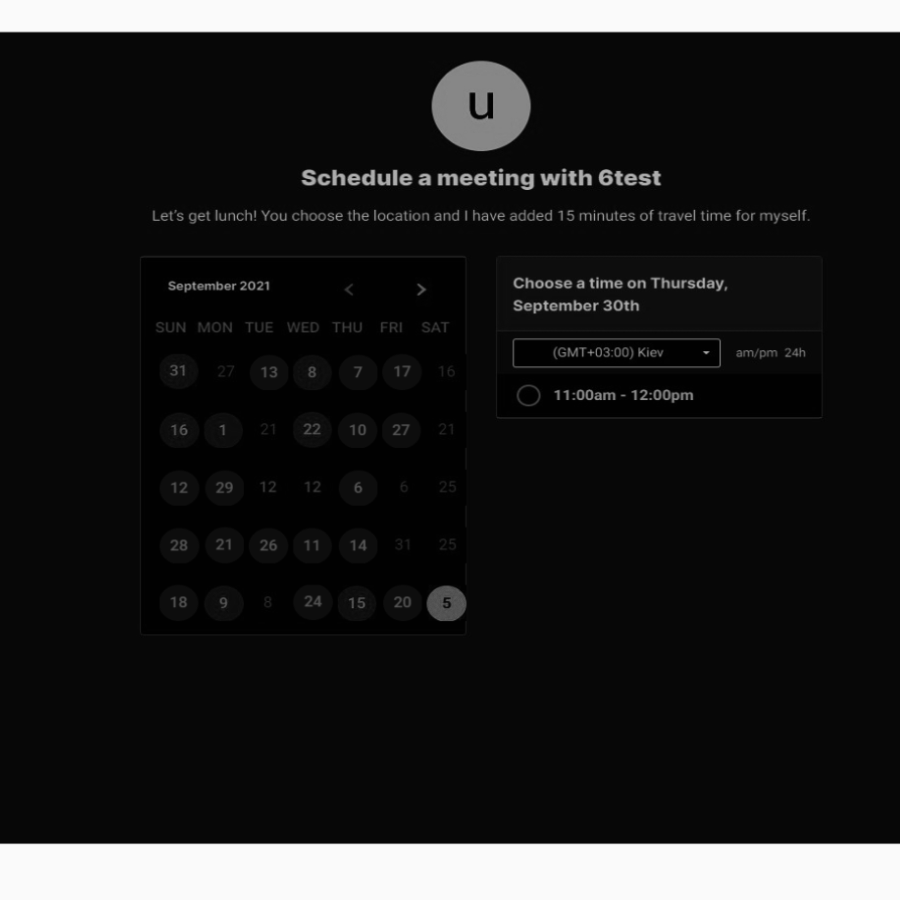 u
Schedule a meeting with 6test
Let's get lunch! You choose the location and I have added 15 minutes of travel time for myself.
September 2021 < >
SUN MON TUE WED THU FRI SAT
31 27 13 8 7 17 16
16 1 21 22 10 27 21
12 29 12 12 6 6 25
28 21 26 11 14 31 25
18 9 8 24 15 20 5
Choose a time on Thursday,
September 30th
(GMT+03:00) Kiev am/pm 24h
11:00am - 12:00pm